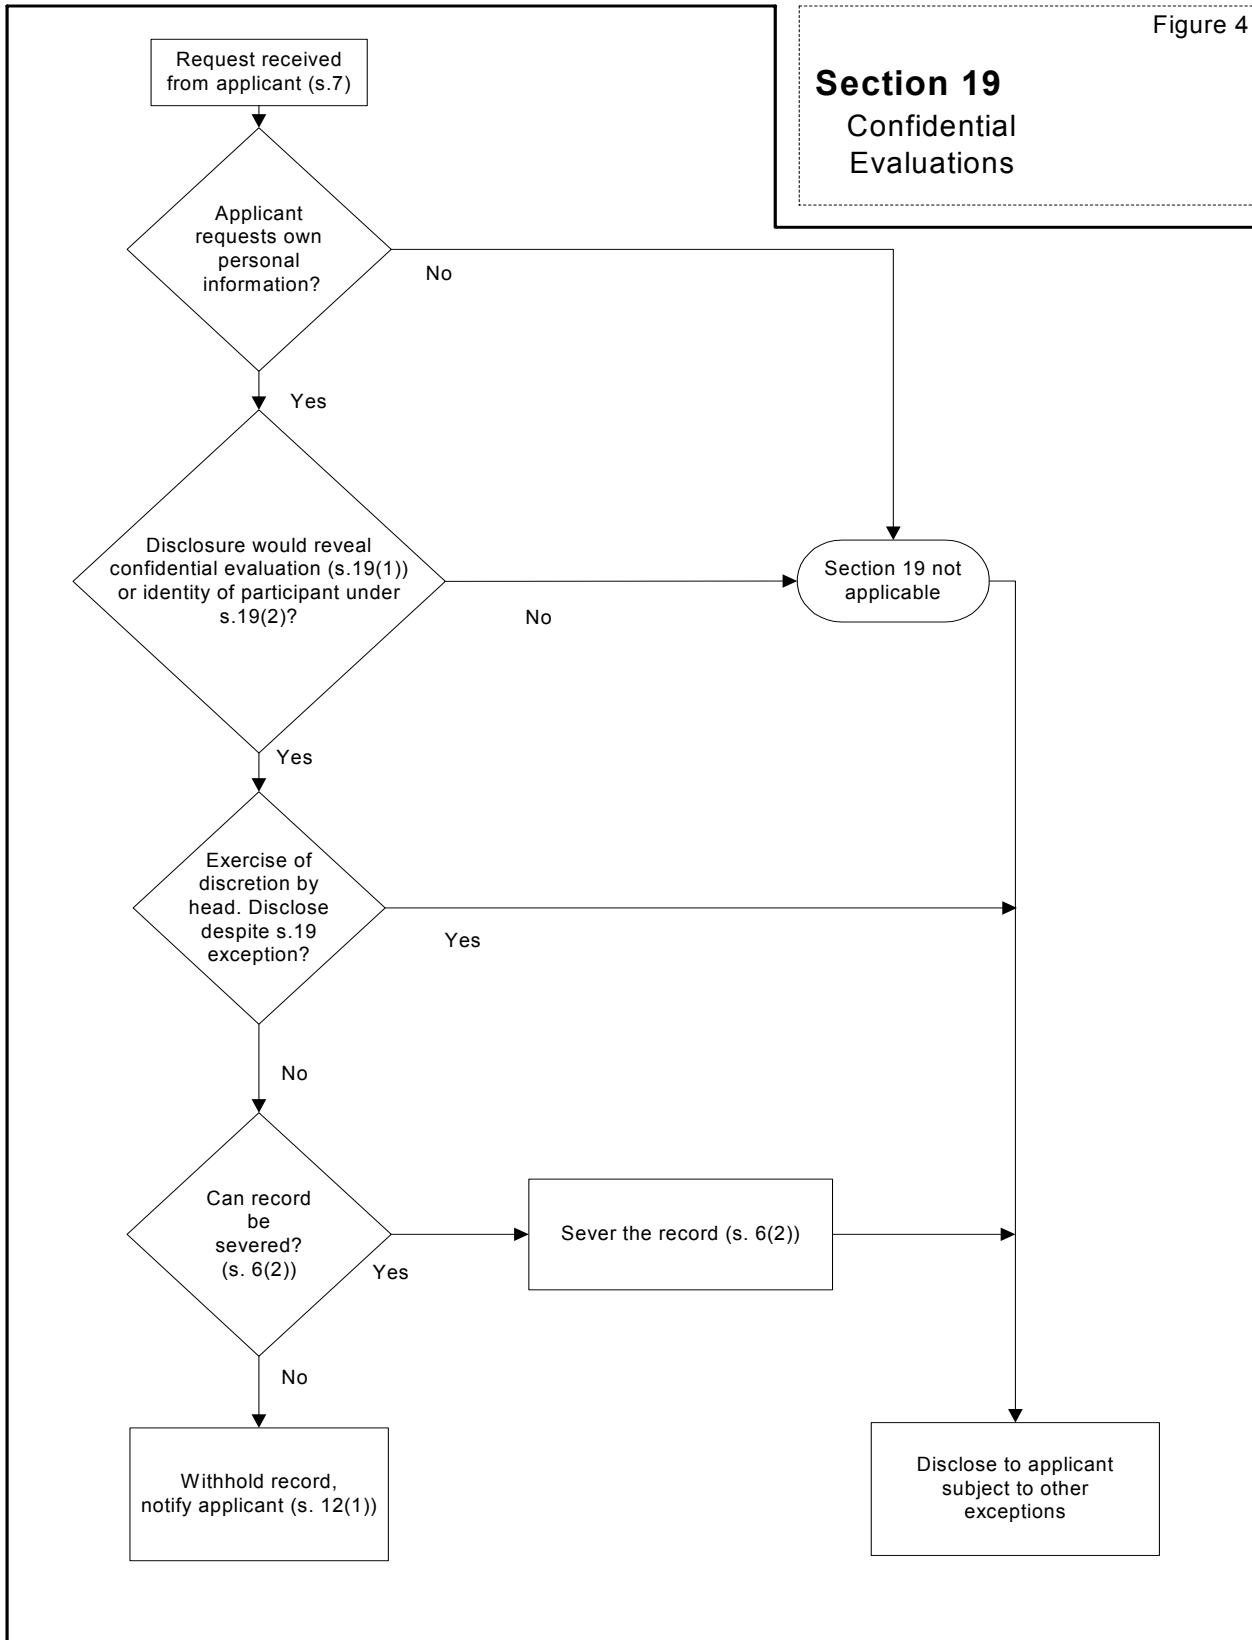 Figure 4
Section 19
Confidential
Evaluations
Request received
from applicant (s.7)
Applicant
requests own
personal
information?
No
Yes
Disclosure would reveal
confidential evaluation (s.19(1))
or identity of participant under
s.19(2)?
No
Section 19 not
applicable
Yes
Exercise of
discretion by
head. Disclose
despite s.19
exception?
Yes
No
Can record
be
severed?
(s. 6(2))
Yes
Sever the record (s. 6(2))
No
Withhold record,
notify applicant (s. 12(1))
Disclose to applicant
subject to other
exceptions